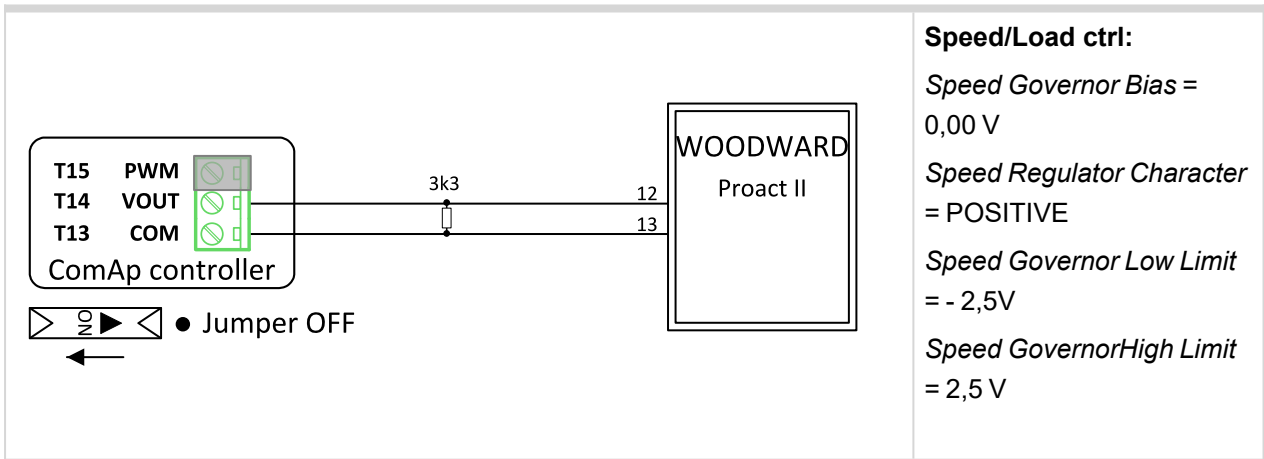 T15 PWM
T14 VOUT
T13 COM
ComAp controller
ON
Jumper OFF
3k3
12
13
WOODWARD
Proact II
Speed/Load ctrl:
Speed Governor Bias =
0,00 V
Speed Regulator Character
= POSITIVE
Speed Governor Low Limit
= - 2,5V
Speed GovernorHigh Limit
= 2,5 V